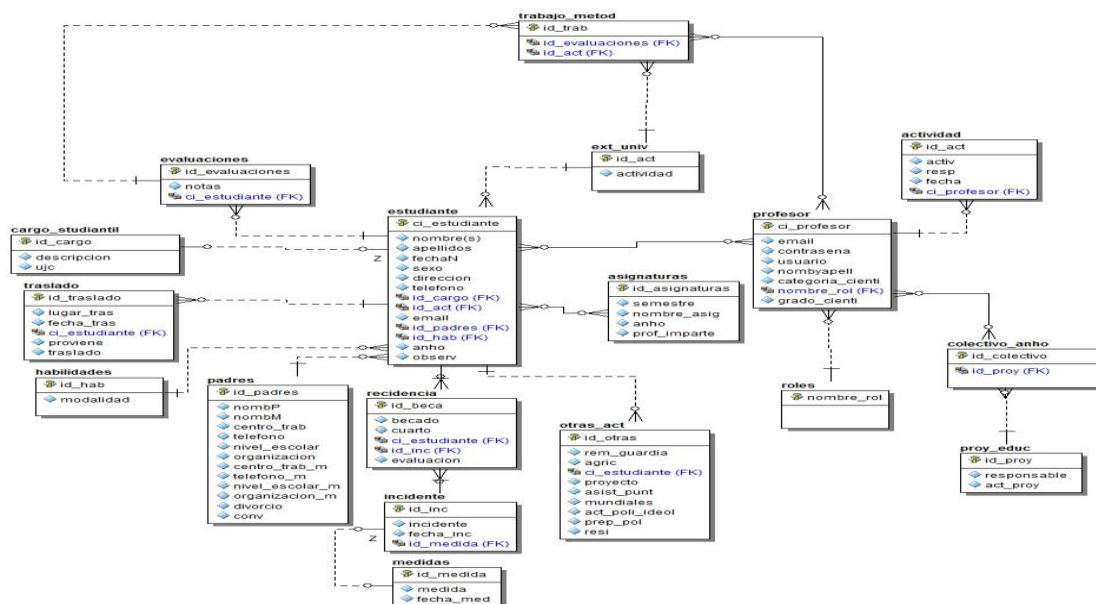 trabajo_metod
id_trab
id_evaluaciones (FK)
id_act (FK)
ext_univ
id_act
actividad
actividad
id_act
activ
resp
fecha
ci_profesor (FK)
evaluaciones
id_evaluaciones
notas
ci_estudiante (FK)
estudiante
ci_estudiante
nombre(s)
apellidos
fechaN
sexo
direccion
telefono
id_cargo (FK)
id_act (FK)
email
id_padres (FK)
id_hab (FK)
anho
observ
profesor
ci_profesor
email
contrasena
usuario
nombyapell
categoria_cienti
nombre_rol (FK)
grado_cienti
cargo_studiantil
id_cargo
descripcion
ujc
Z
traslado
id_traslado
lugar_tras
fecha_tras
ci_estudiante (FK)
proviene
traslado
asignaturas
id_asignaturas
semestre
nombre_asig
anho
prof_imparte
habilidades
id_hab
modalidad
padres
id_padres
nombP
nombM
centro_trab
telefono
nivel_escolar
organizacion
centro_trab_m
telefono_m
nivel_escolar_m
organizacion_m
divorcio
conv
recidencia
id_beca
becado
cuarto
ci_estudiante (FK)
id_inc (FK)
evaluacion
otras_act
id_otras
rem_guardia
agric
ci_estudiante (FK)
proyecto
asist_punt
mundiales
act_poli_ideol
prep_pol
resi
roles
nombre_rol
colectivo_anho
id_colectivo
id_proy (FK)
proy_educ
id_proy
responsable
act_proy
incidente
id_inc
incidente
fecha_inc
id_medida (FK)
Z
medidas
id_medida
medida
fecha_med